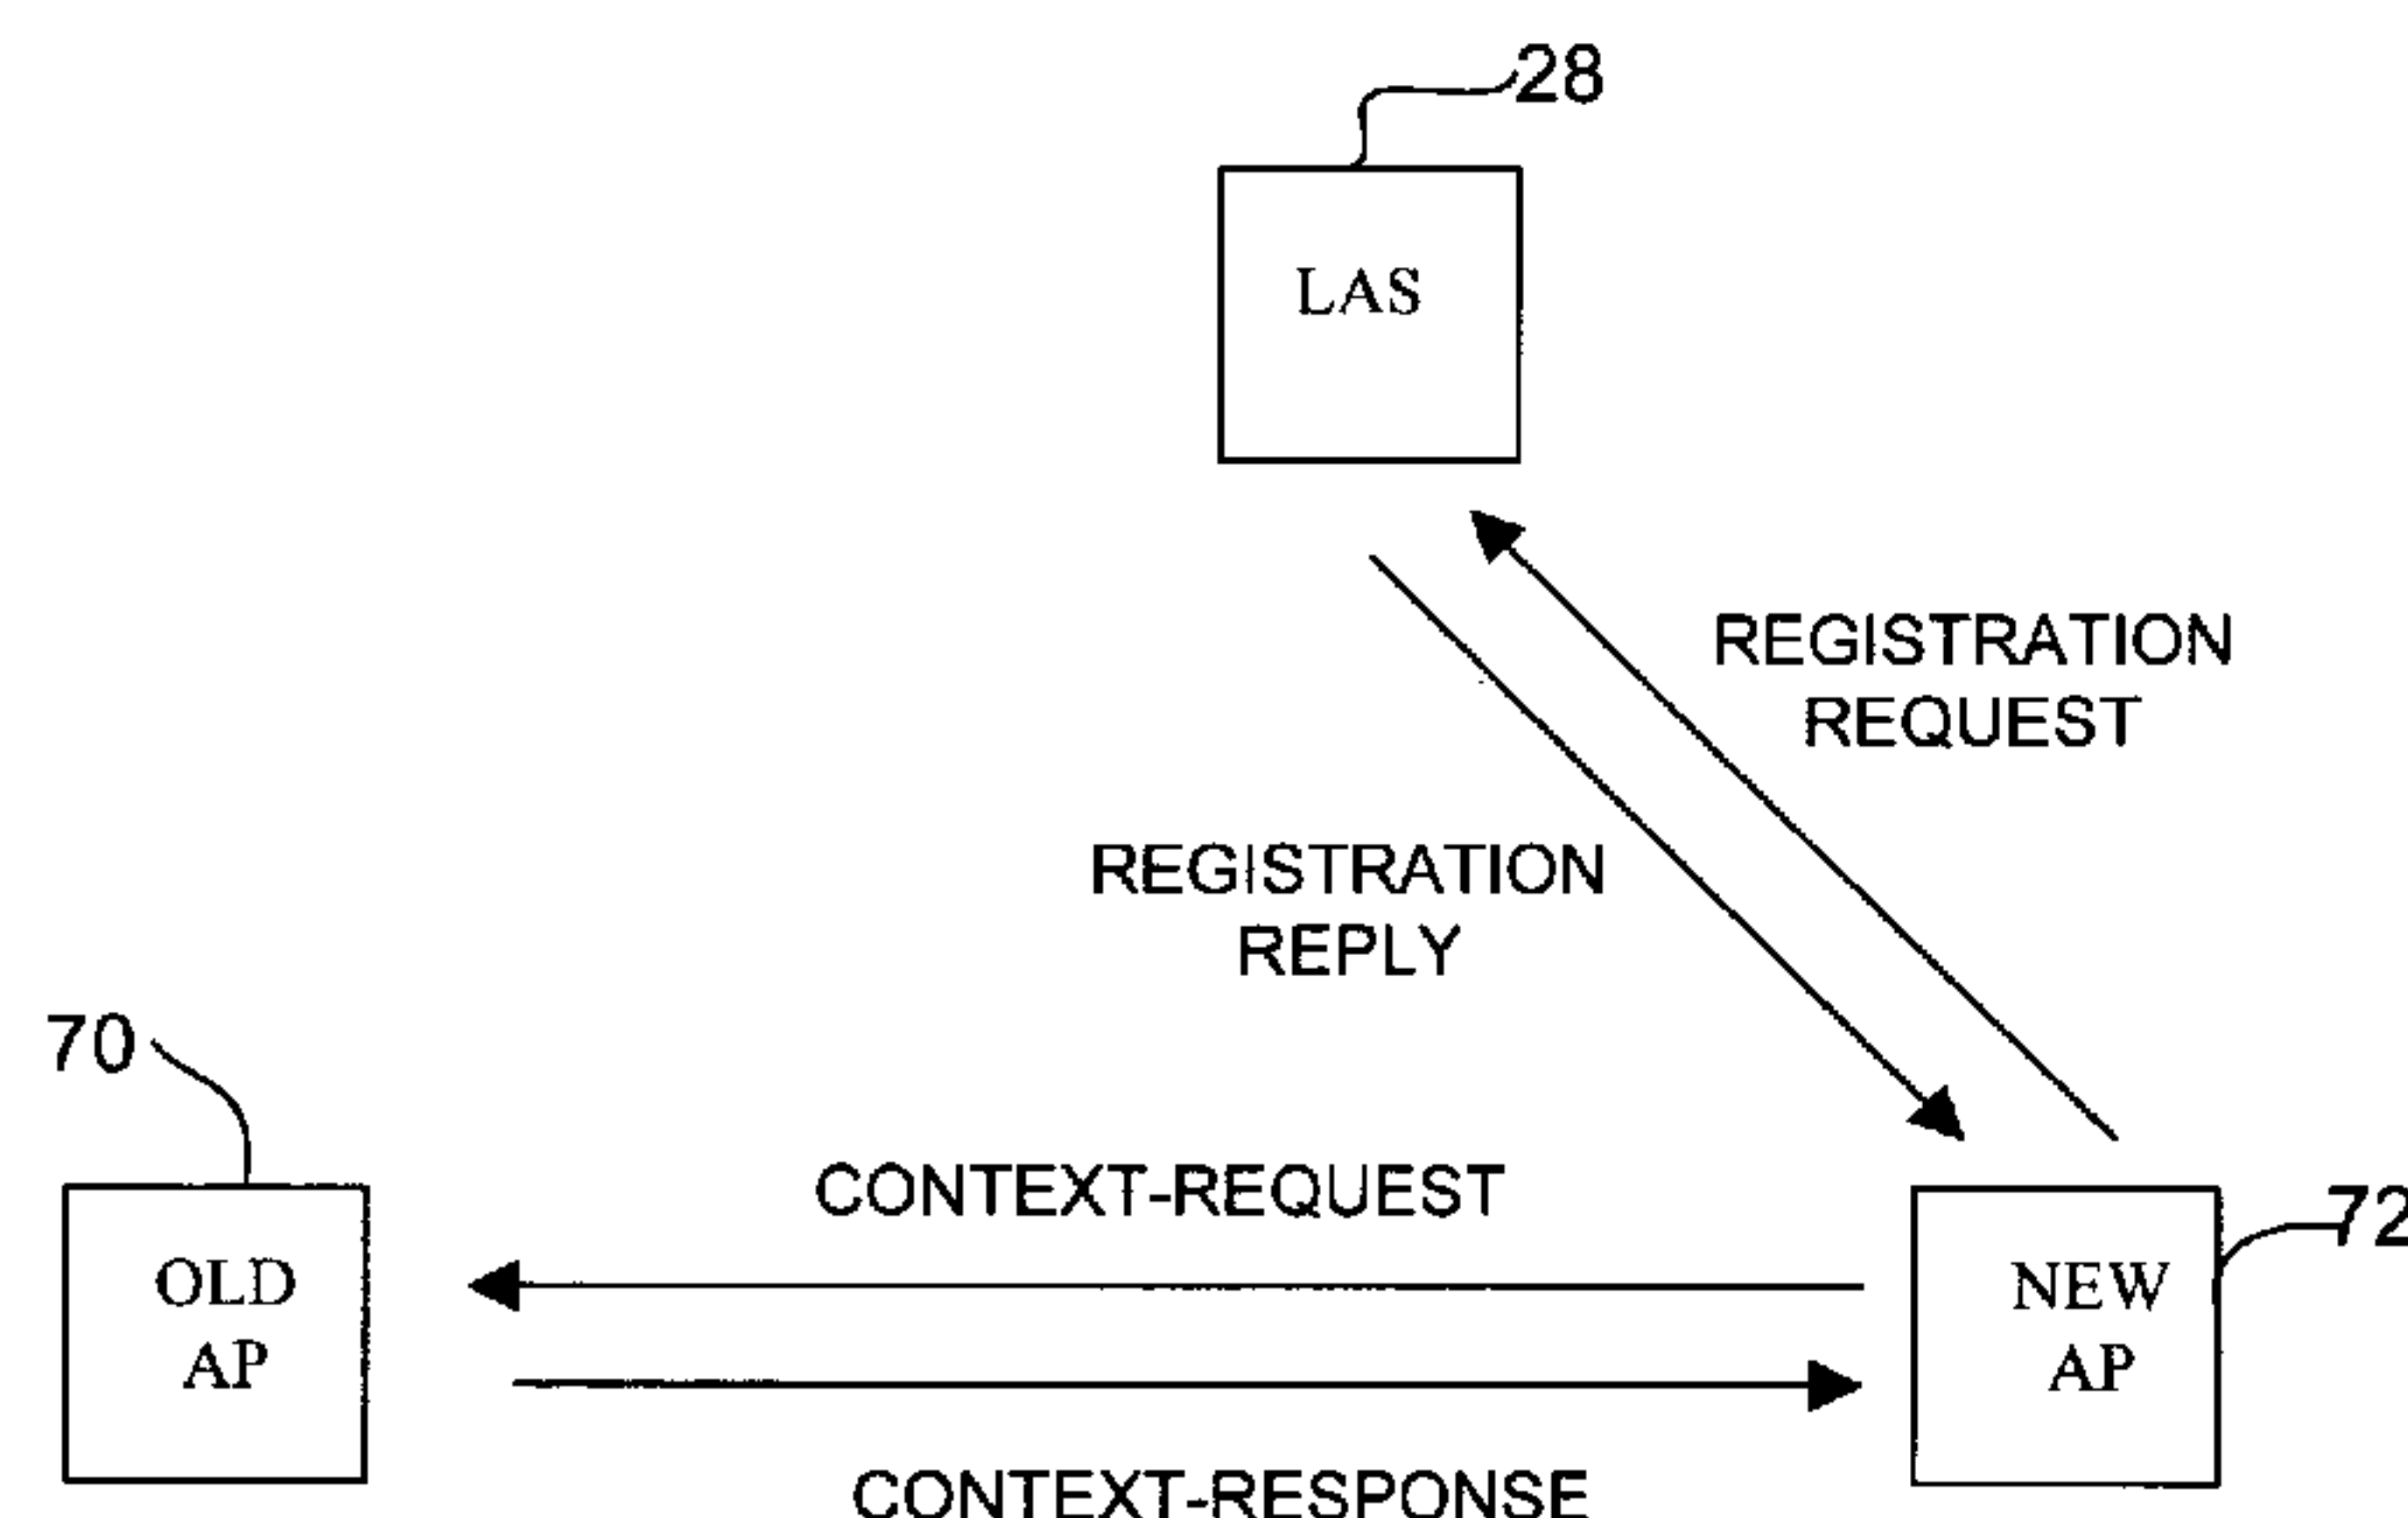 28
LAS
REGISTRATION
REQUEST
REGISTRATION
REPLY
70
CONTEXT-REQUEST
72
OLD
AP
NEW
AP
CONTEXT-RESPONSE